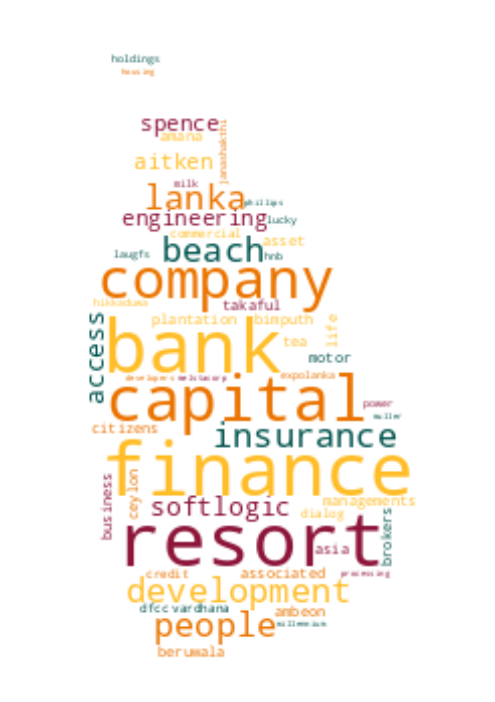 holdings
housing
spence
amana
janashakthi
aitken
milk
lanka
phillips
engineering
lucky
commercial
asset
beach
laugfs
hnb
company
hikkaduwa
takaful
access
plantation
bimputh
life
bank
tea
motor
developers
melstacorp
expolanka
capital
power
muller
citizens
insurance
finance
business
ceylon
softlogic
managements
dialog
brokers
resort
asia
credit
associated
processing
development
dfcc
vardhana
ambeon
people
millennium
beruwala